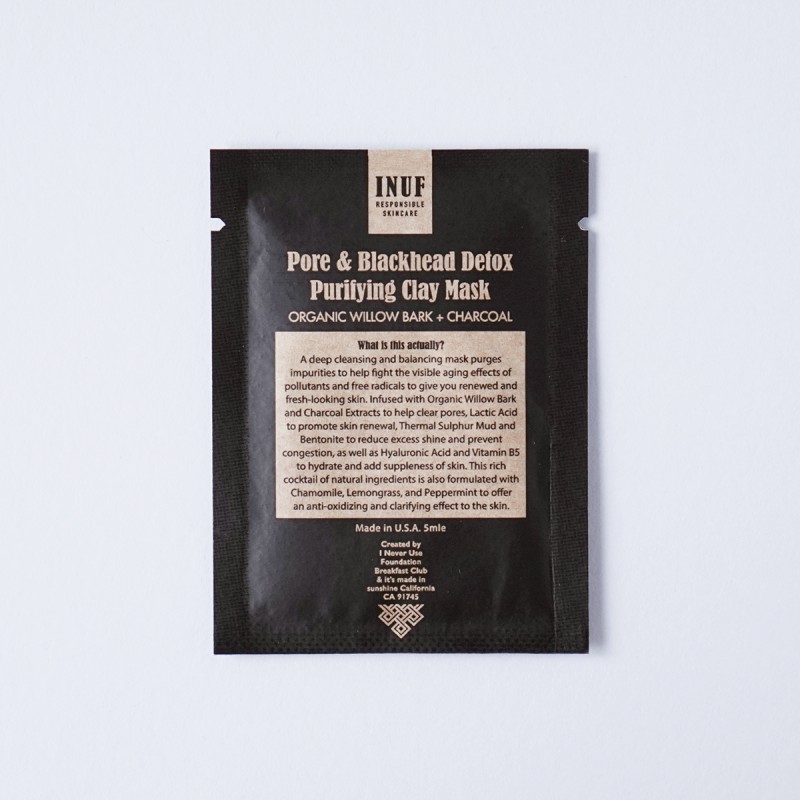 INUF
RESPONSIBLE
SKINCARE
Pore & Blackhead Detox
Purifying Clay Mask
ORGANIC WILLOW BARK + CHARCOAL
What is this actually?
A deep cleansing and balancing mask purges
impurities to help fight the visible aging effects of
pollutants and free radicals to give you renewed and
fresh-looking skin. Infused with Organic Willow Bark
and Charcoal Extracts to help clear pores, Lactic Acid
to promote skin renewal, Thermal Sulphur Mud and
Bentonite to reduce excess shine and prevent
congestion, as well as Hyaluronic Acid and Vitamin B5
to hydrate and add suppleness of skin. This rich
cocktail of natural ingredients is also formulated with
Chamomile, Lemongrass, and Peppermint to offer
an anti-oxidizing and clarifying effect to the skin.
Made in U.S.A. 5mle
Created by
I Never Use
Foundation
Breakfast Club
& it's made in
sunshine California
CA 91745